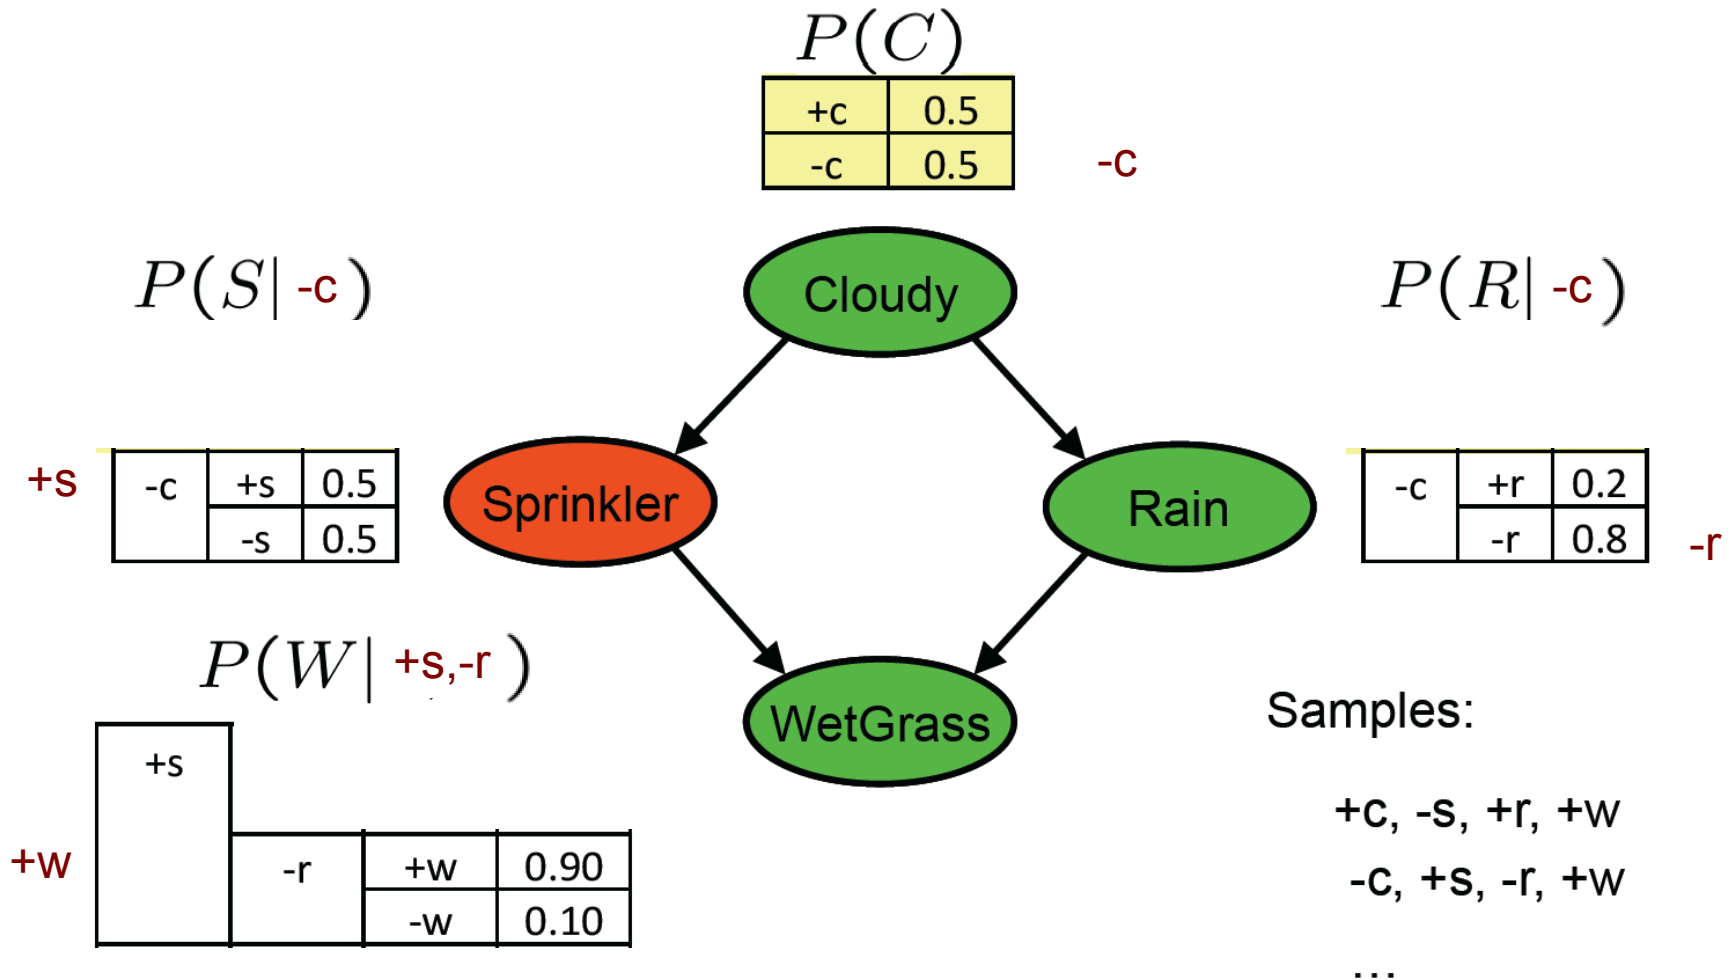 P(C)
+c 0.5
-c 0.5
-c
P(S| -c )
Cloudy
P(R| -c )
+s
-c +s 0.5
-s 0.5
Sprinkler
Rain
-c +r 0.2
-r 0.8
-r
P(W| +s,-r )
WetGrass
+s
+w
-r +w 0.90
-w 0.10
Samples:
+c, -s, +r, +w
-c, +s, -r, +w
...